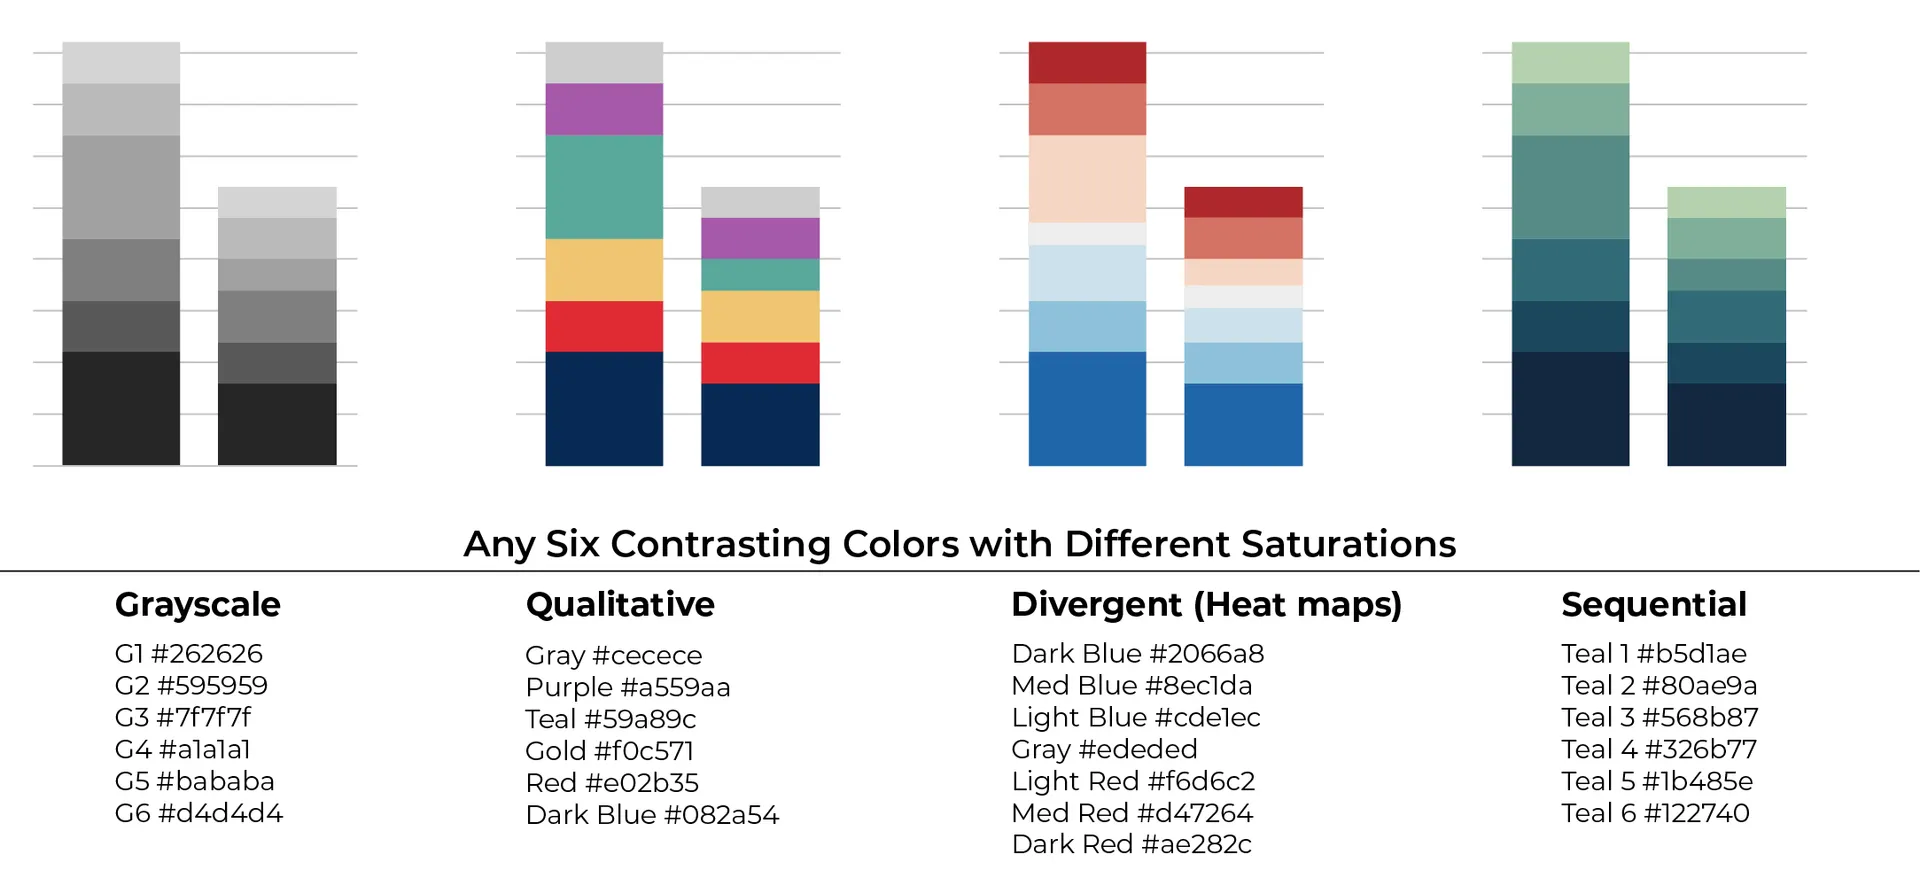 Any Six Contrasting Colors with Different Saturations
Grayscale
G1 #262626
G2 #595959
G3 #7f7f7f
G4 #a1a1a1
G5 #bababa
G6 #d4d4d4
Qualitative
Gray #cecece
Purple #a559aa
Teal #59a89c
Gold #f0c571
Red #e02b35
Dark Blue #082a54
Divergent (Heat maps)
Dark Blue #2066a8
Med Blue #8ec1da
Light Blue #cde1ec
Gray #ededed
Light Red #f6d6c2
Med Red #d47264
Dark Red #ae282c
Sequential
Teal 1 #b5d1ae
Teal 2 #80ae9a
Teal 3 #568b87
Teal 4 #326b77
Teal 5 #1b485e
Teal 6 #122740